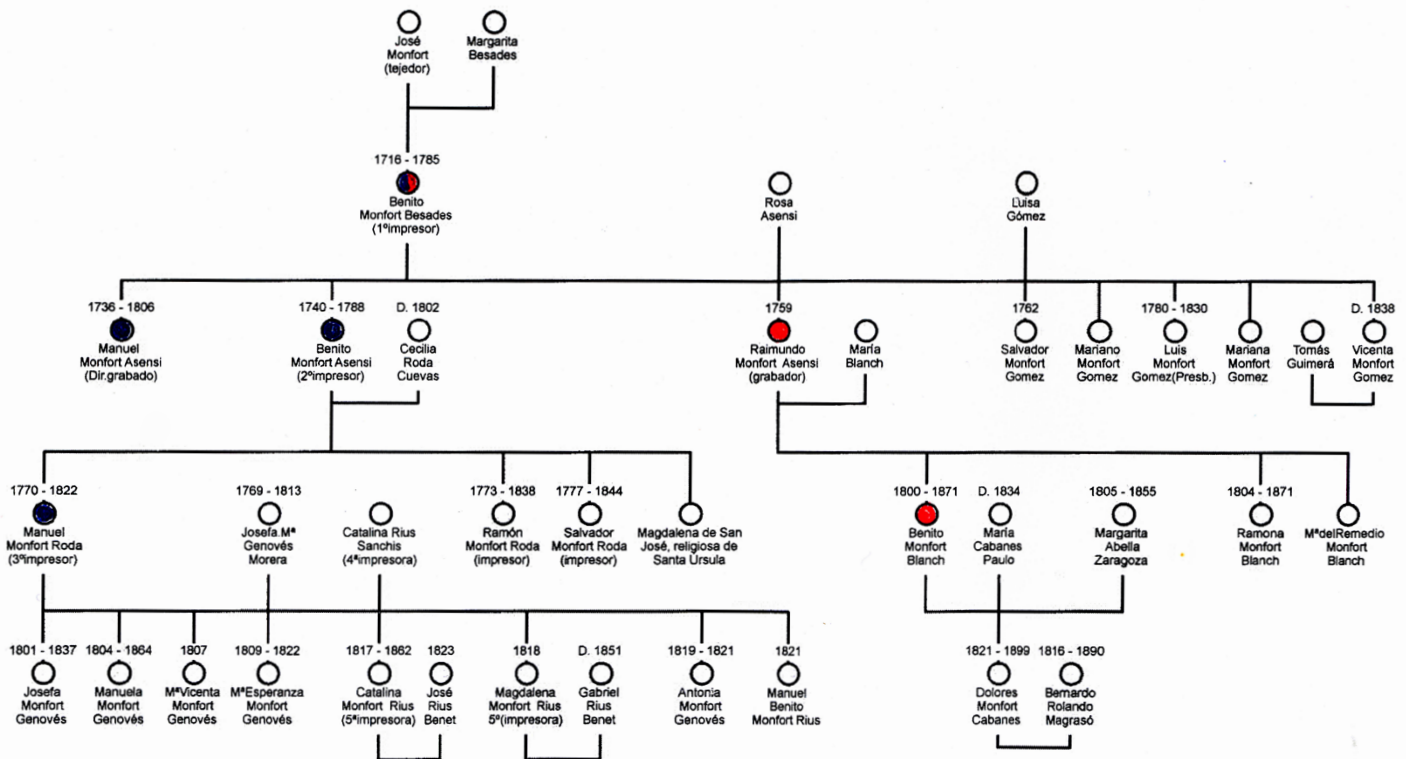 José
Monfort
(tejedor)
Margarita
Besades
1716 - 1785
Benito
Monfort Besades
(1ºimpresor)
Rosa
Asensi
Luisa
Gómez
1736 - 1806
Manuel
Monfort Asensi
(Dir.grabado)
1740 - 1788
Benito
Monfort Asensi
(2ºimpresor)
D. 1802
Cecilia
Roda
Cuevas
1759
Raimundo
Monfort Asensi
(grabador)
María
Blanch
1762
Salvador
Monfort
Gomez
Mariano
Monfort
Gomez
1780 - 1830
Luis
Monfort
Gomez(Presb.)
Mariana
Monfort
Gomez
Tomás
Guimerá
D. 1838
Vicenta
Monfort
Gomez
1770 - 1822
Manuel
Monfort Roda
(3ºimpresor)
1769 - 1813
Josefa.Mª
Genovés
Morera
Catalina Rius
Sanchis
(4ªimpresora)
1773 - 1838
Ramón
Monfort Roda
(impresor)
1777 - 1844
Salvador
Monfort Roda
(impresor)
Magdalena de San
José, religiosa de
Santa Úrsula
1800 - 1871
Benito
Monfort
Blanch
D. 1834
María
Cabanes
Paulo
1805 - 1855
Margarita
Abella
Zaragoza
1804 - 1871
Ramona
Monfort
Blanch
MªdelRemedio
Monfort
Blanch
1801 - 1837
Josefa
Monfort
Genovés
1804 - 1864
Manuela
Monfort
Genovés
1807
MªVicenta
Monfort
Genovés
1809 - 1822
MªEsperanza
Monfort
Genovés
1817 - 1862
Catalina
Monfort Rius
(5ªimpresora)
1823
José
Rius
Benet
1818
Magdalena
Monfort Rius
5º(impresora)
D. 1851
Gabriel
Rius
Benet
1819 - 1821
Antonia
Monfort
Genovés
1821
Manuel
Benito
Monfort Rius
1821 - 1899
Dolores
Monfort
Cabanes
1816 - 1890
Bernardo
Rolando
Magrasó